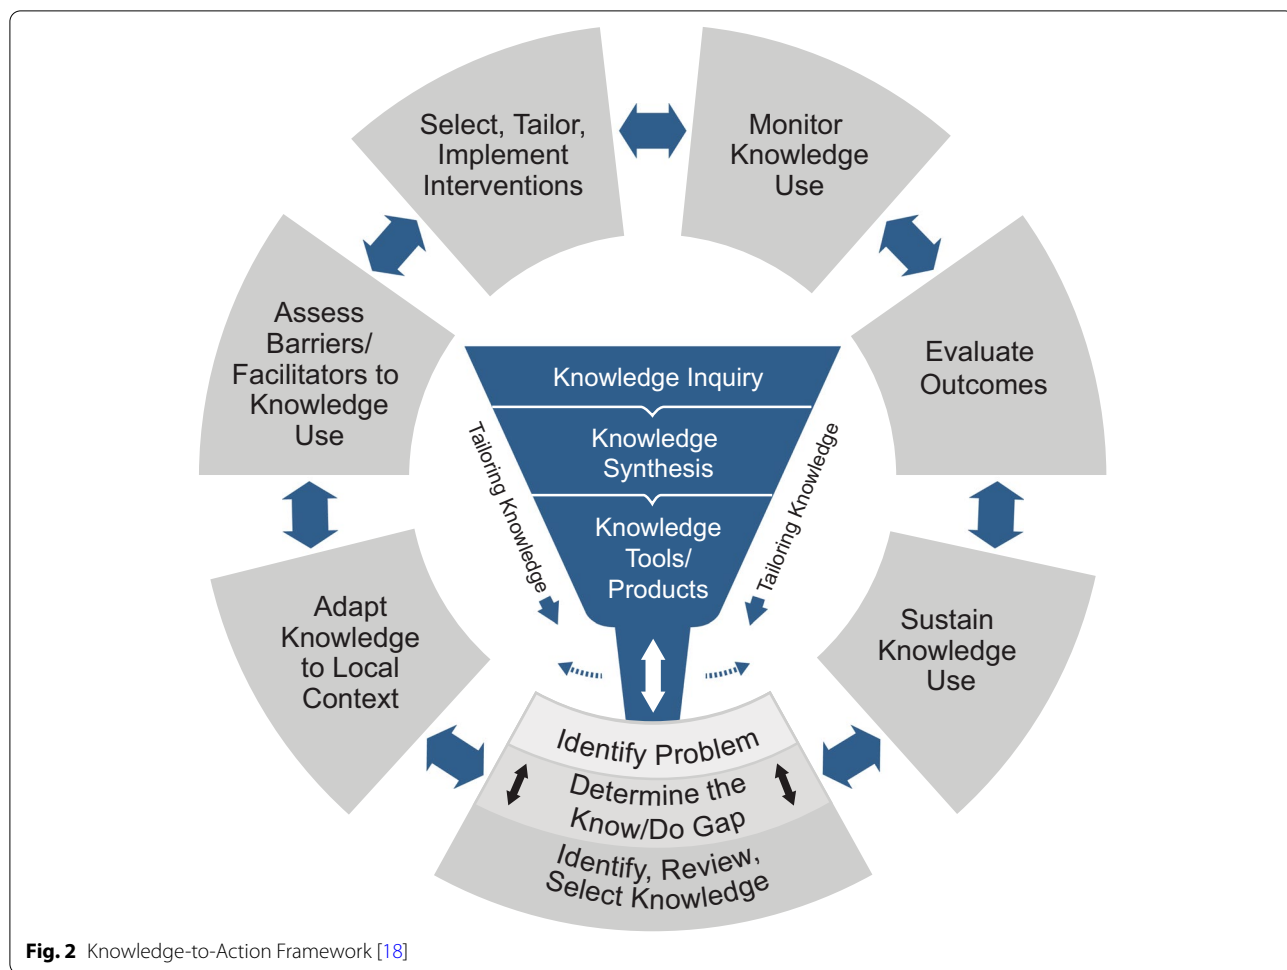 Select, Tailor,
Implement
Interventions
Monitor
Knowledge
Use
Assess
Barriers/
Facilitators to
Knowledge
Use
Evaluate
Outcomes
Knowledge Inquiry
Knowledge
Synthesis
Knowledge
Tools/
Products
Tailoring Knowledge
Tailoring Knowledge
Adapt
Knowledge
to Local
Context
Sustain
Knowledge
Use
Identify Problem
Determine the
Know/Do Gap
Identify, Review,
Select Knowledge
Fig. 2 Knowledge-to-Action Framework [18]